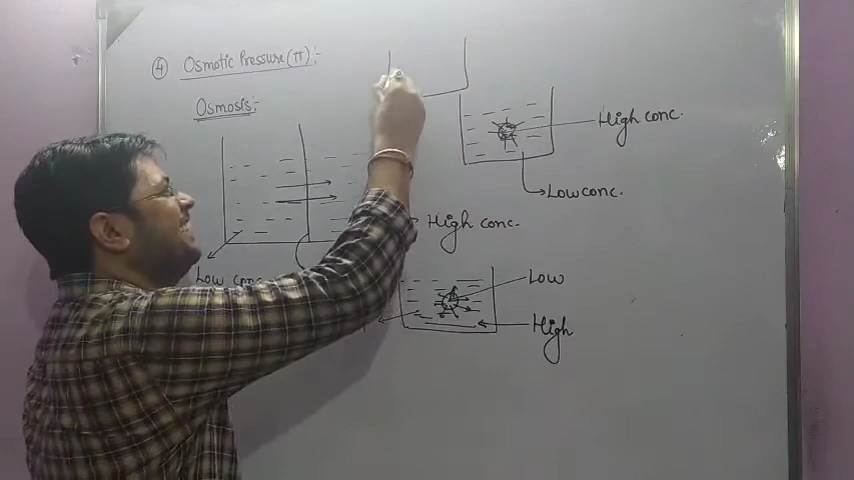 ④ Osmotic Pressure (π):-
Osmosis:-
High conc.
Low conc.
High conc.
Low conc.
Low
High